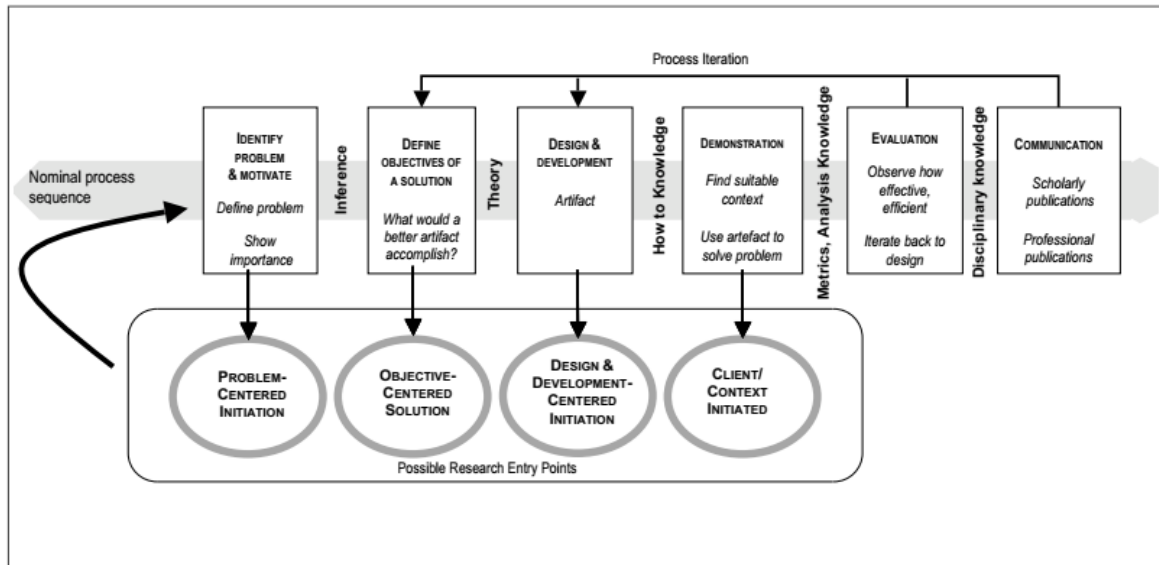 Process Iteration
Nominal process
sequence
IDENTIFY
PROBLEM
& MOTIVATE
Define problem
Show
importance
Inference
DEFINE
OBJECTIVES OF
A SOLUTION
What would a
better artifact
accomplish?
Theory
DESIGN &
DEVELOPMENT
Artifact
How to Knowledge
DEMONSTRATION
Find suitable
context
Use artefact to
solve problem
Metrics, Analysis Knowledge
EVALUATION
Observe how
effective,
efficient
Iterate back to
design
Disciplinary knowledge
COMMUNICATION
Scholarly
publications
Professional
publications
PROBLEM-
CENTERED
INITIATION
OBJECTIVE-
CENTERED
SOLUTION
DESIGN &
DEVELOPMENT-
CENTERED
INITIATION
CLIENT/
CONTEXT
INITIATED
Possible Research Entry Points